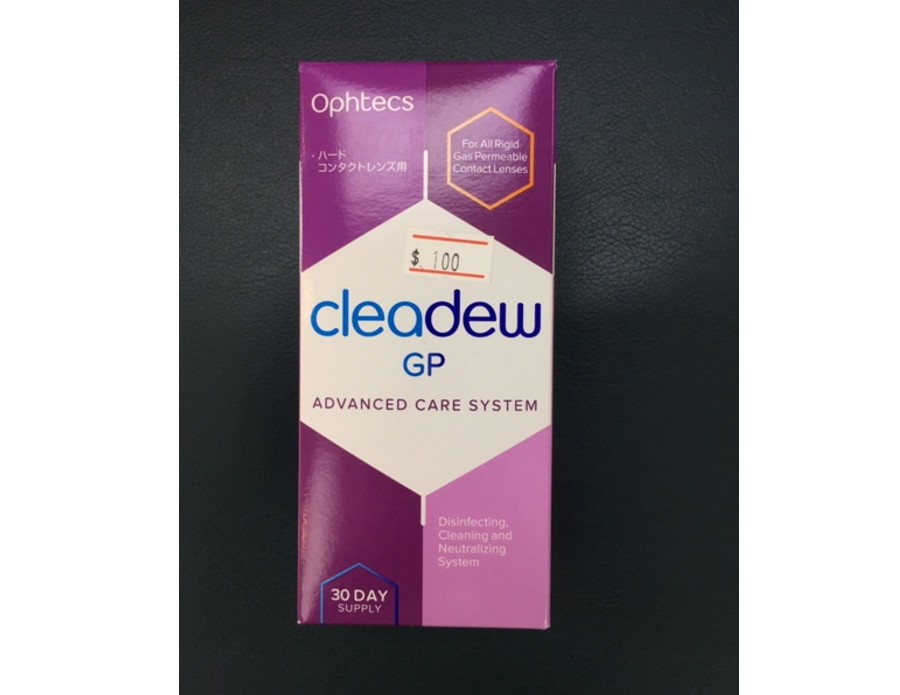 Ophtecs
・ハード
コンタクトレンズ用
For All Rigid
Gas Permeable
Contact Lenses
$ 100
cleadew
GP
ADVANCED CARE SYSTEM
Disinfecting,
Cleaning and
Neutralizing
System
30 DAY
SUPPLY